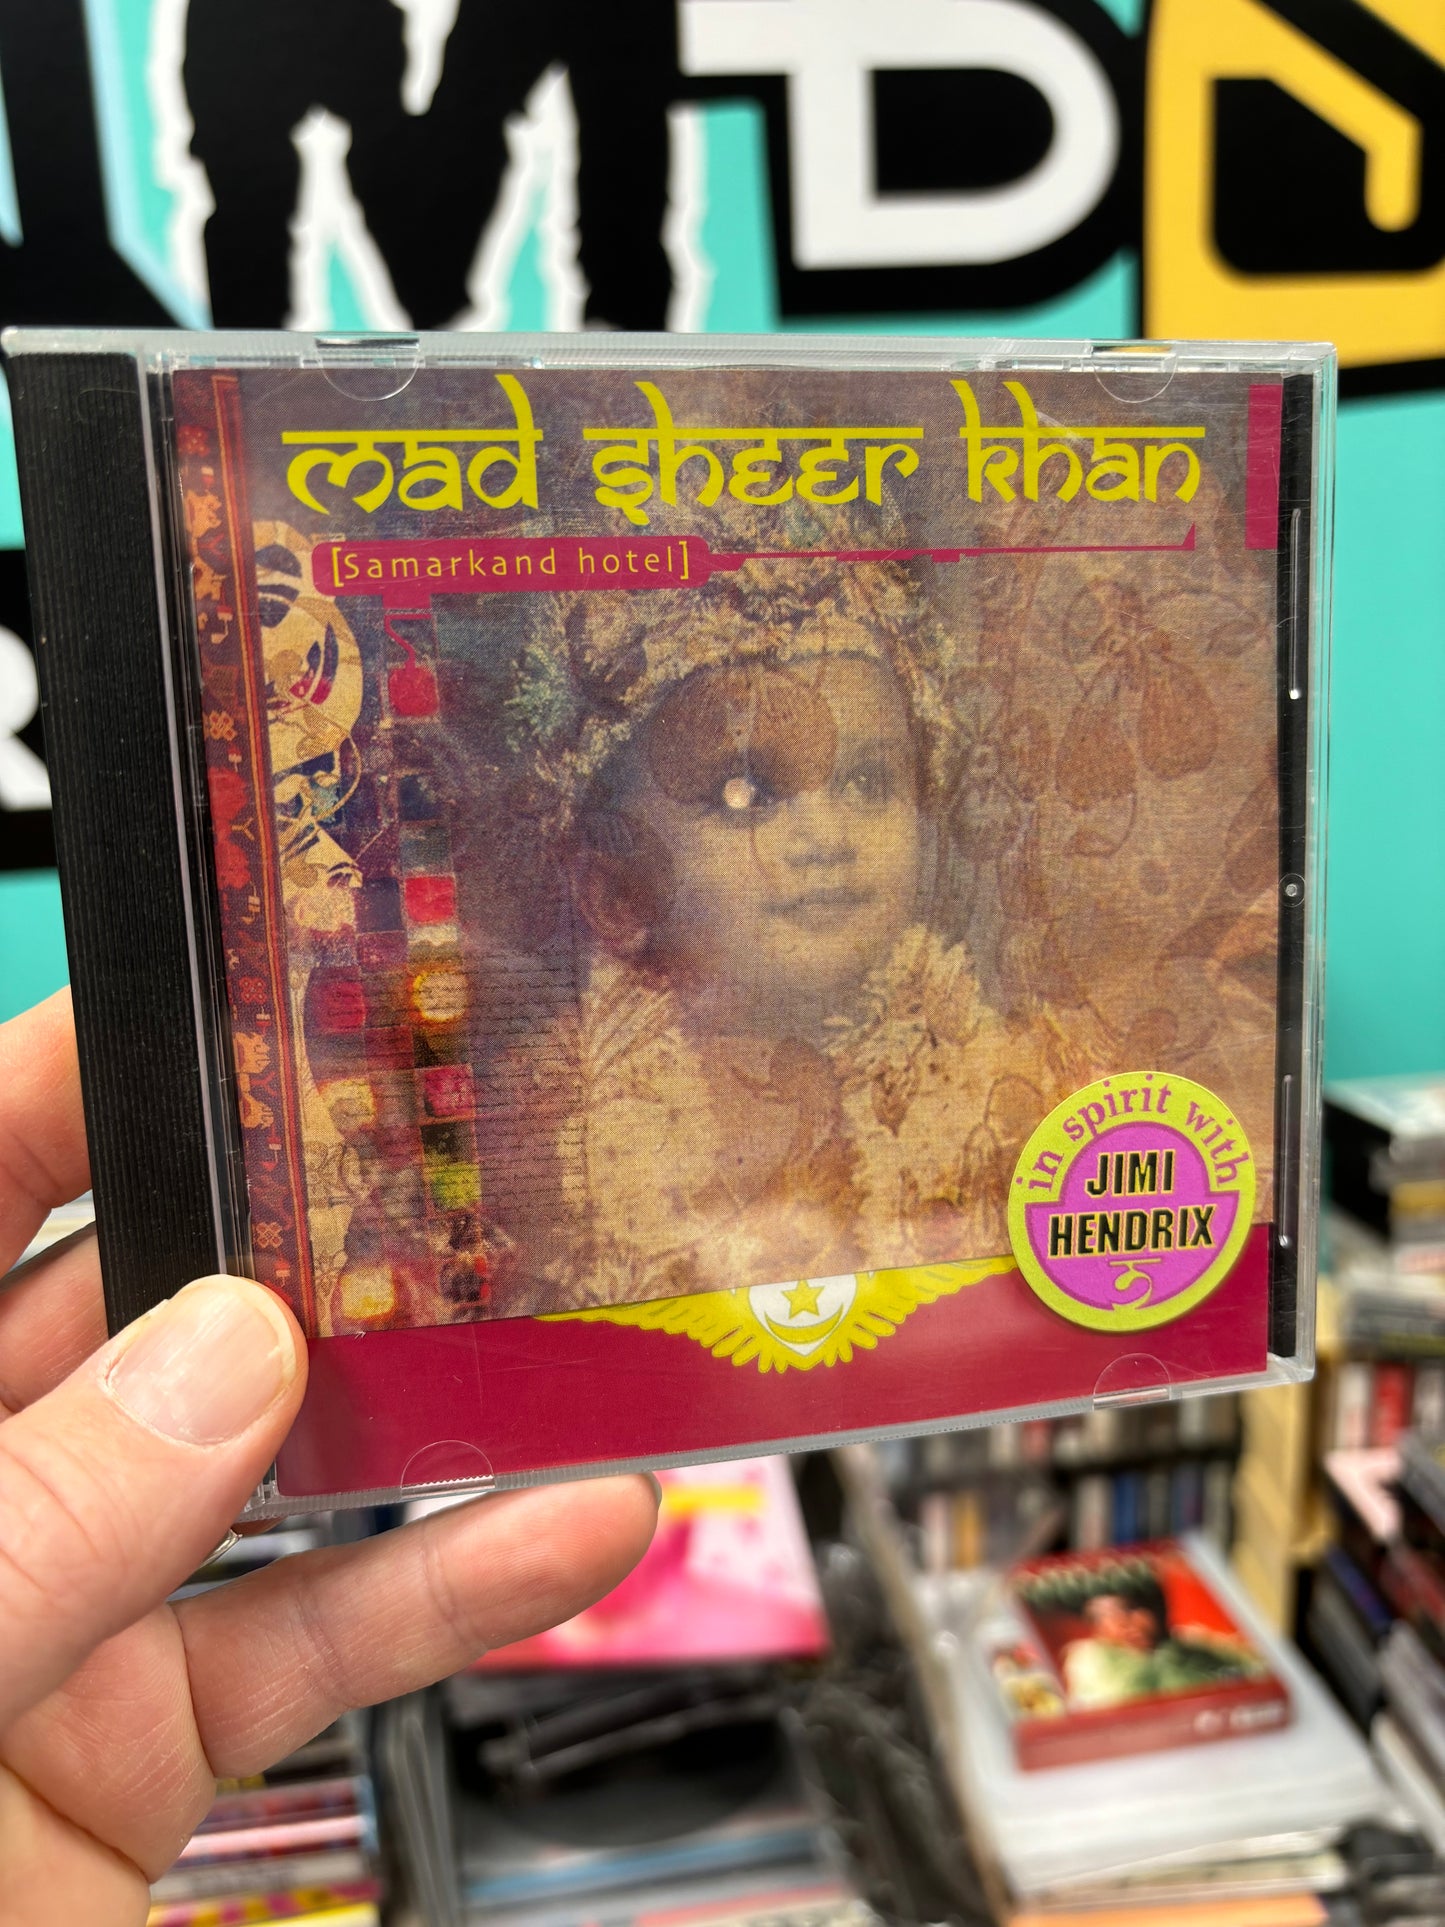 mad sheer khan
[Samarkand hotel]
in spirit with
JIMI
HENDRIX